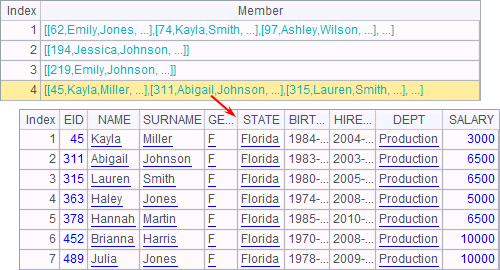 Index Member
1 [[62,Emily,Jones, ...],[74,Kayla,Smith, ...],[97,Ashley,Wilson, ...], ...]
2 [[194,Jessica,Johnson, ...]]
3 [[219,Emily,Johnson, ...]]
4 [[45,Kayla,Miller, ...],[311,Abigail,Johnson, ...],[315,Lauren,Smith, ...], ...]
Index EID NAME SURNAME GE... STATE BIRT... HIRE... DEPT SALARY
1 45 Kayla Miller F Florida 1984-... 2004-... Production 3000
2 311 Abigail Johnson F Florida 1983-... 2003-... Production 6500
3 315 Lauren Smith F Florida 1980-... 2005-... Production 6500
4 363 Haley Jones F Florida 1974-... 2008-... Production 5000
5 378 Hannah Martin F Florida 1985-... 2010-... Production 6500
6 452 Brianna Harris F Florida 1970-... 2008-... Production 10000
7 489 Julia Jones F Florida 1978-... 2009-... Production 10000